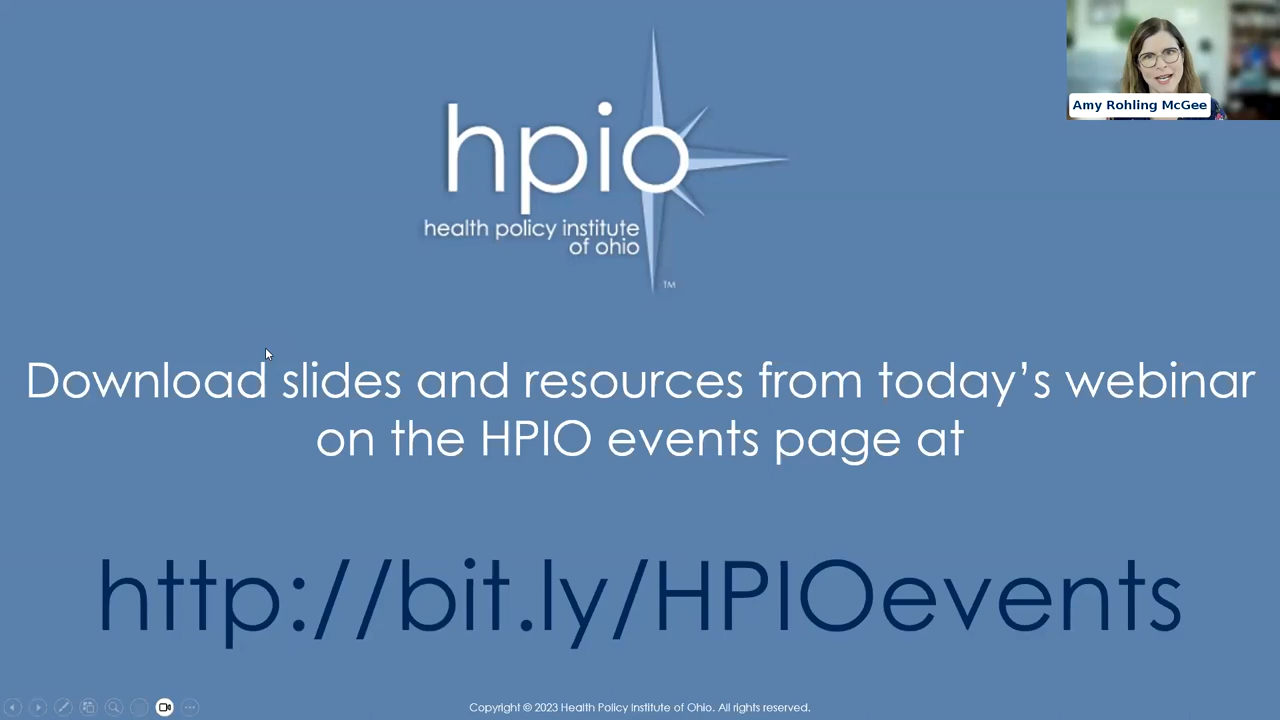 Amy Rohling McGee
hpio
health policy institute
of ohio
TM
Download slides and resources from today’s webinar
on the HPIO events page at
http://bit.ly/HPIOevents
Copyright © 2023 Health Policy Institute of Ohio. All rights reserved.